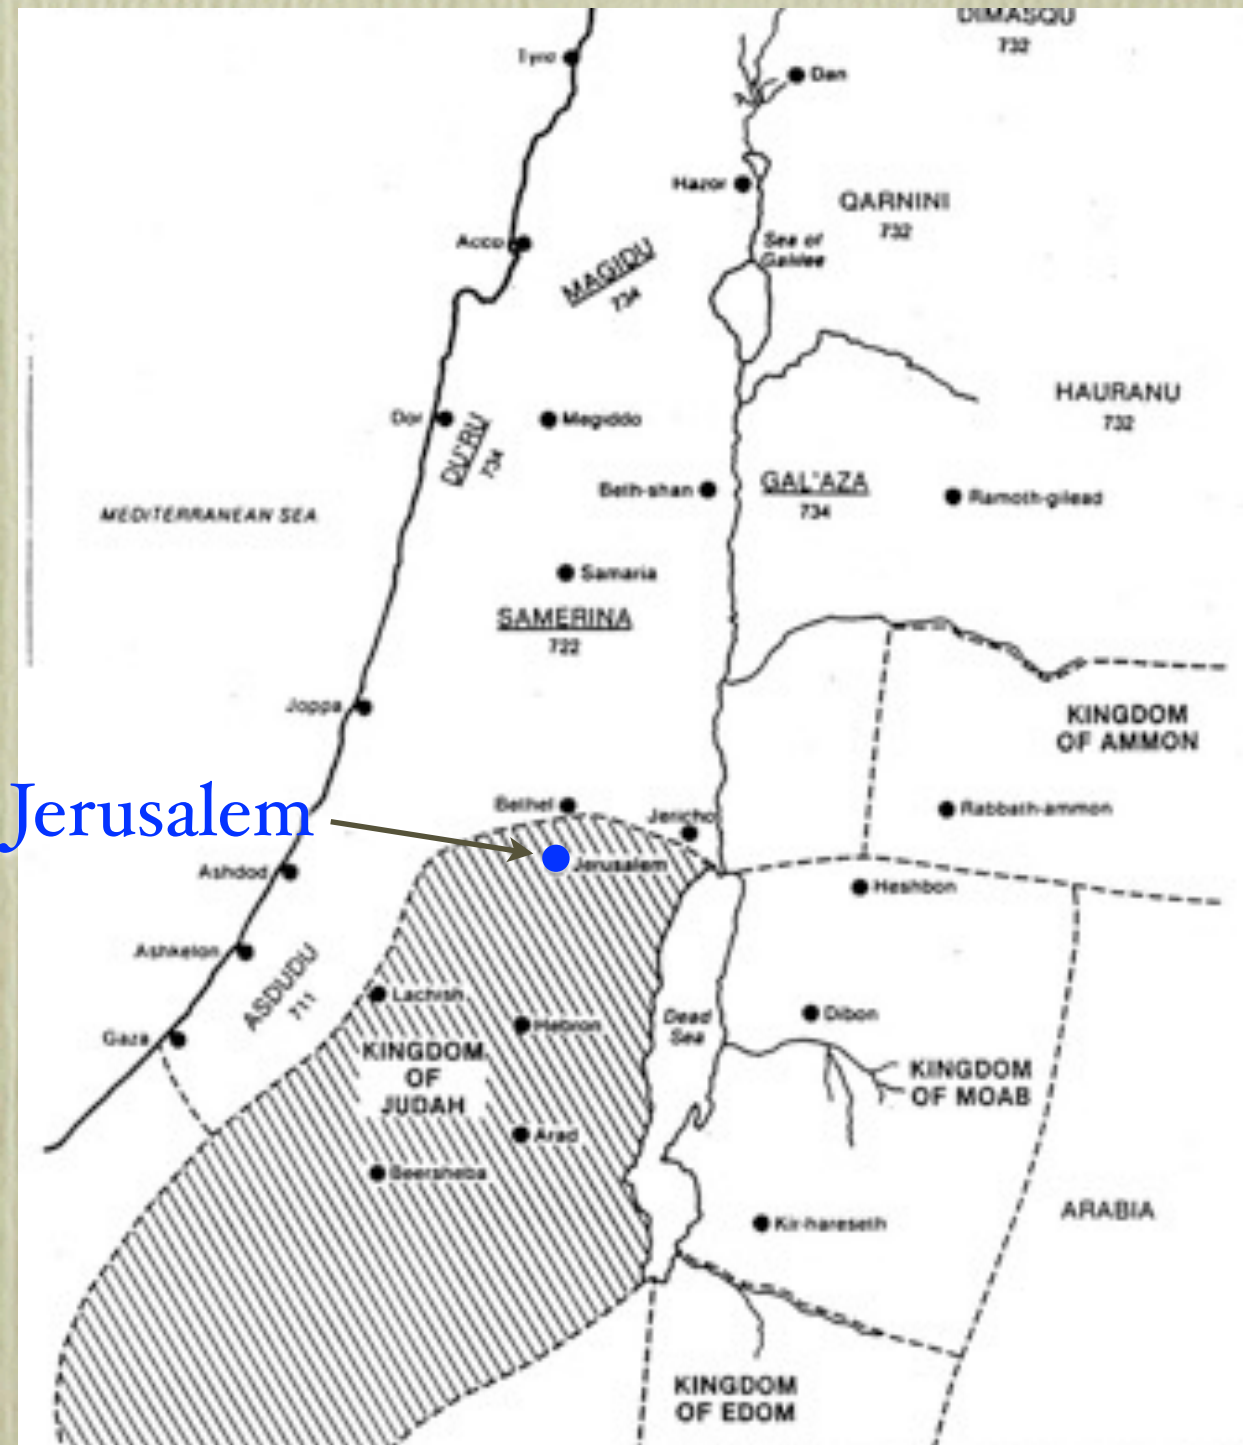 DIMASQU
732
Tyre
Dan
Hazor
QARNINI
732
Acco
Sea of
Galilee
MAGIDU
734
HAURANU
732
Dor
DU'RU
734
Megiddo
Beth-shan
GAL'AZA
734
Ramoth-gilead
MEDITERRANEAN SEA
Samaria
SAMERINA
722
Joppa
KINGDOM
OF AMMON
Jerusalem
Bethel
Jericho
Rabbath-ammon
Jerusalem
Ashdod
Heshbon
Ashkelon
ASDUDU
711
Lachish
Gaza
Hebron
Dead
Sea
Dibon
KINGDOM
OF
JUDAH
KINGDOM
OF MOAB
Arad
Beersheba
ARABIA
Kir-hareseth
KINGDOM
OF EDOM